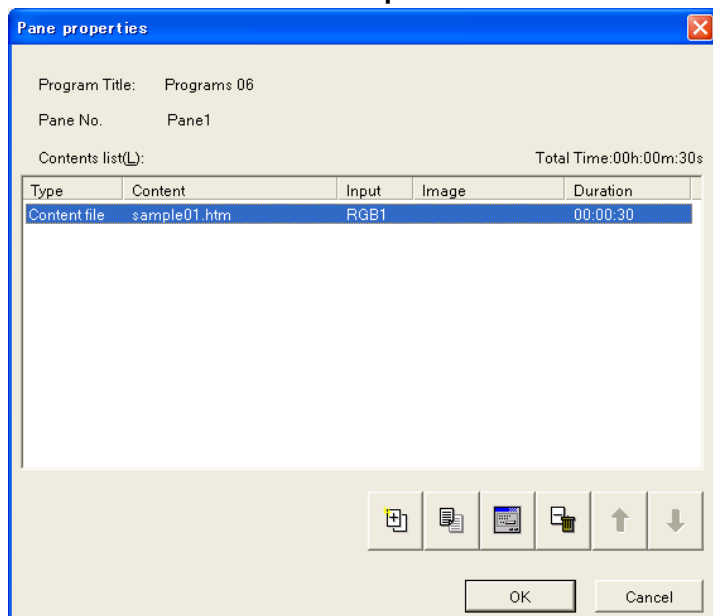 Pane properties
Program Title: Programs 06
Pane No. Pane1
Contents list(L): Total Time:00h:00m:30s
Type Content Input Image Duration
Content file sample01.htm RGB1 00:00:30
OK Cancel